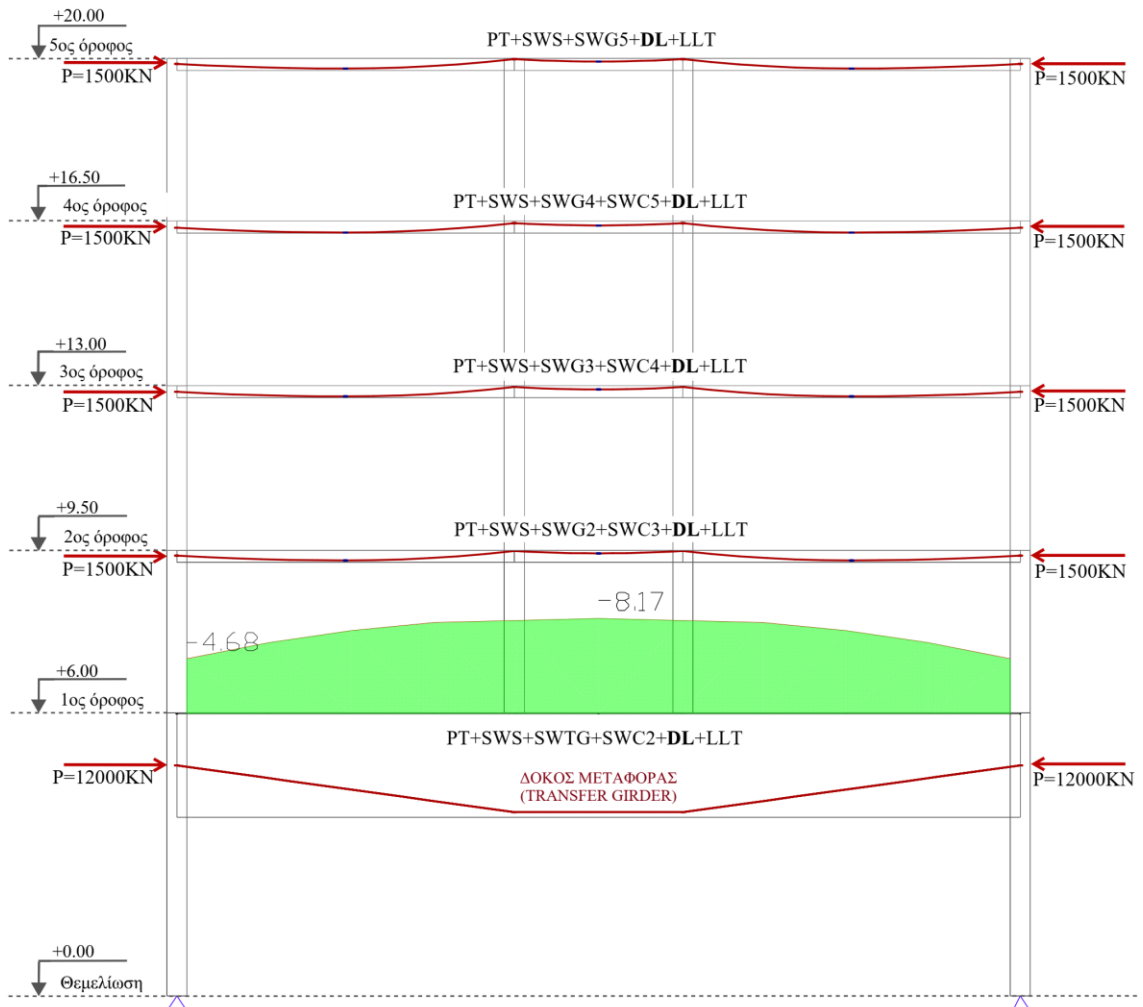 +20.00
PT+SWS+SWG5+DL+LLT
5ος όροφος
P=1500KN
P=1500KN
+16.50
PT+SWS+SWG4+SWC5+DL+LLT
4ος όροφος
P=1500KN
P=1500KN
+13.00
PT+SWS+SWG3+SWC4+DL+LLT
3ος όροφος
P=1500KN
P=1500KN
+9.50
PT+SWS+SWG2+SWC3+DL+LLT
2ος όροφος
P=1500KN
P=1500KN
-8.17
-4.68
+6.00
1ος όροφος
PT+SWS+SWTG+SWC2+DL+LLT
P=12000KN
ΔΟΚΟΣ ΜΕΤΑΦΟΡΑΣ
(TRANSFER GIRDER)
P=12000KN
+0.00
Θεμελίωση